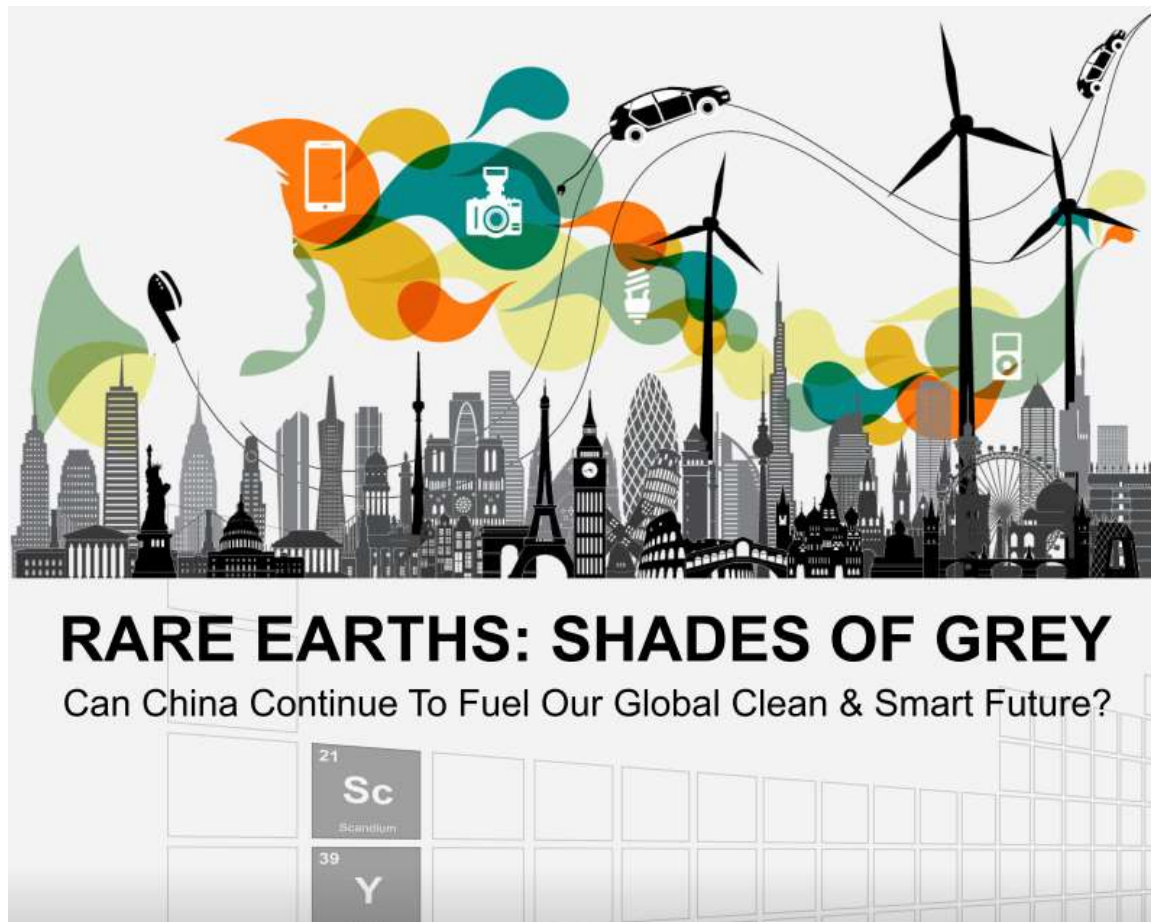 RARE EARTHS: SHADES OF GREY
Can China Continue To Fuel Our Global Clean & Smart Future?
21
Sc
Scandium
39
Y